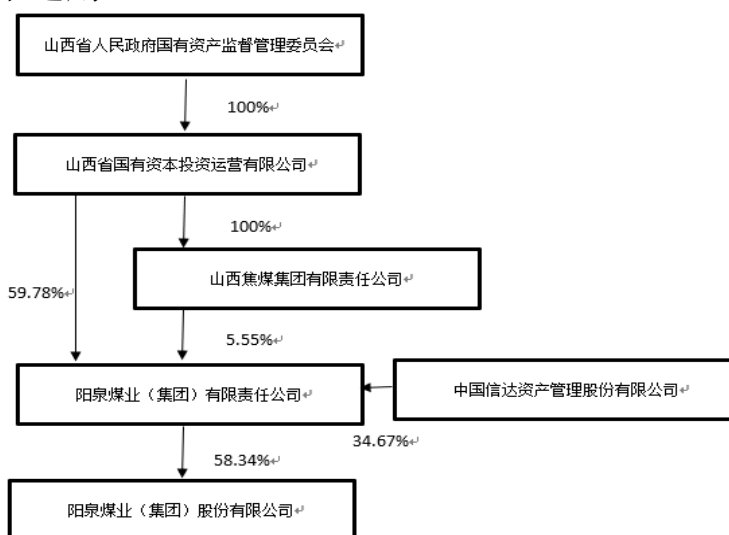 山西省人民政府国有资产监督管理委员会
100%
山西省国有资本投资运营有限公司
100%
山西焦煤集团有限责任公司
59.78%
5.55%
阳泉煤业（集团）有限责任公司
中国信达资产管理股份有限公司
34.67%
58.34%
阳泉煤业（集团）股份有限公司